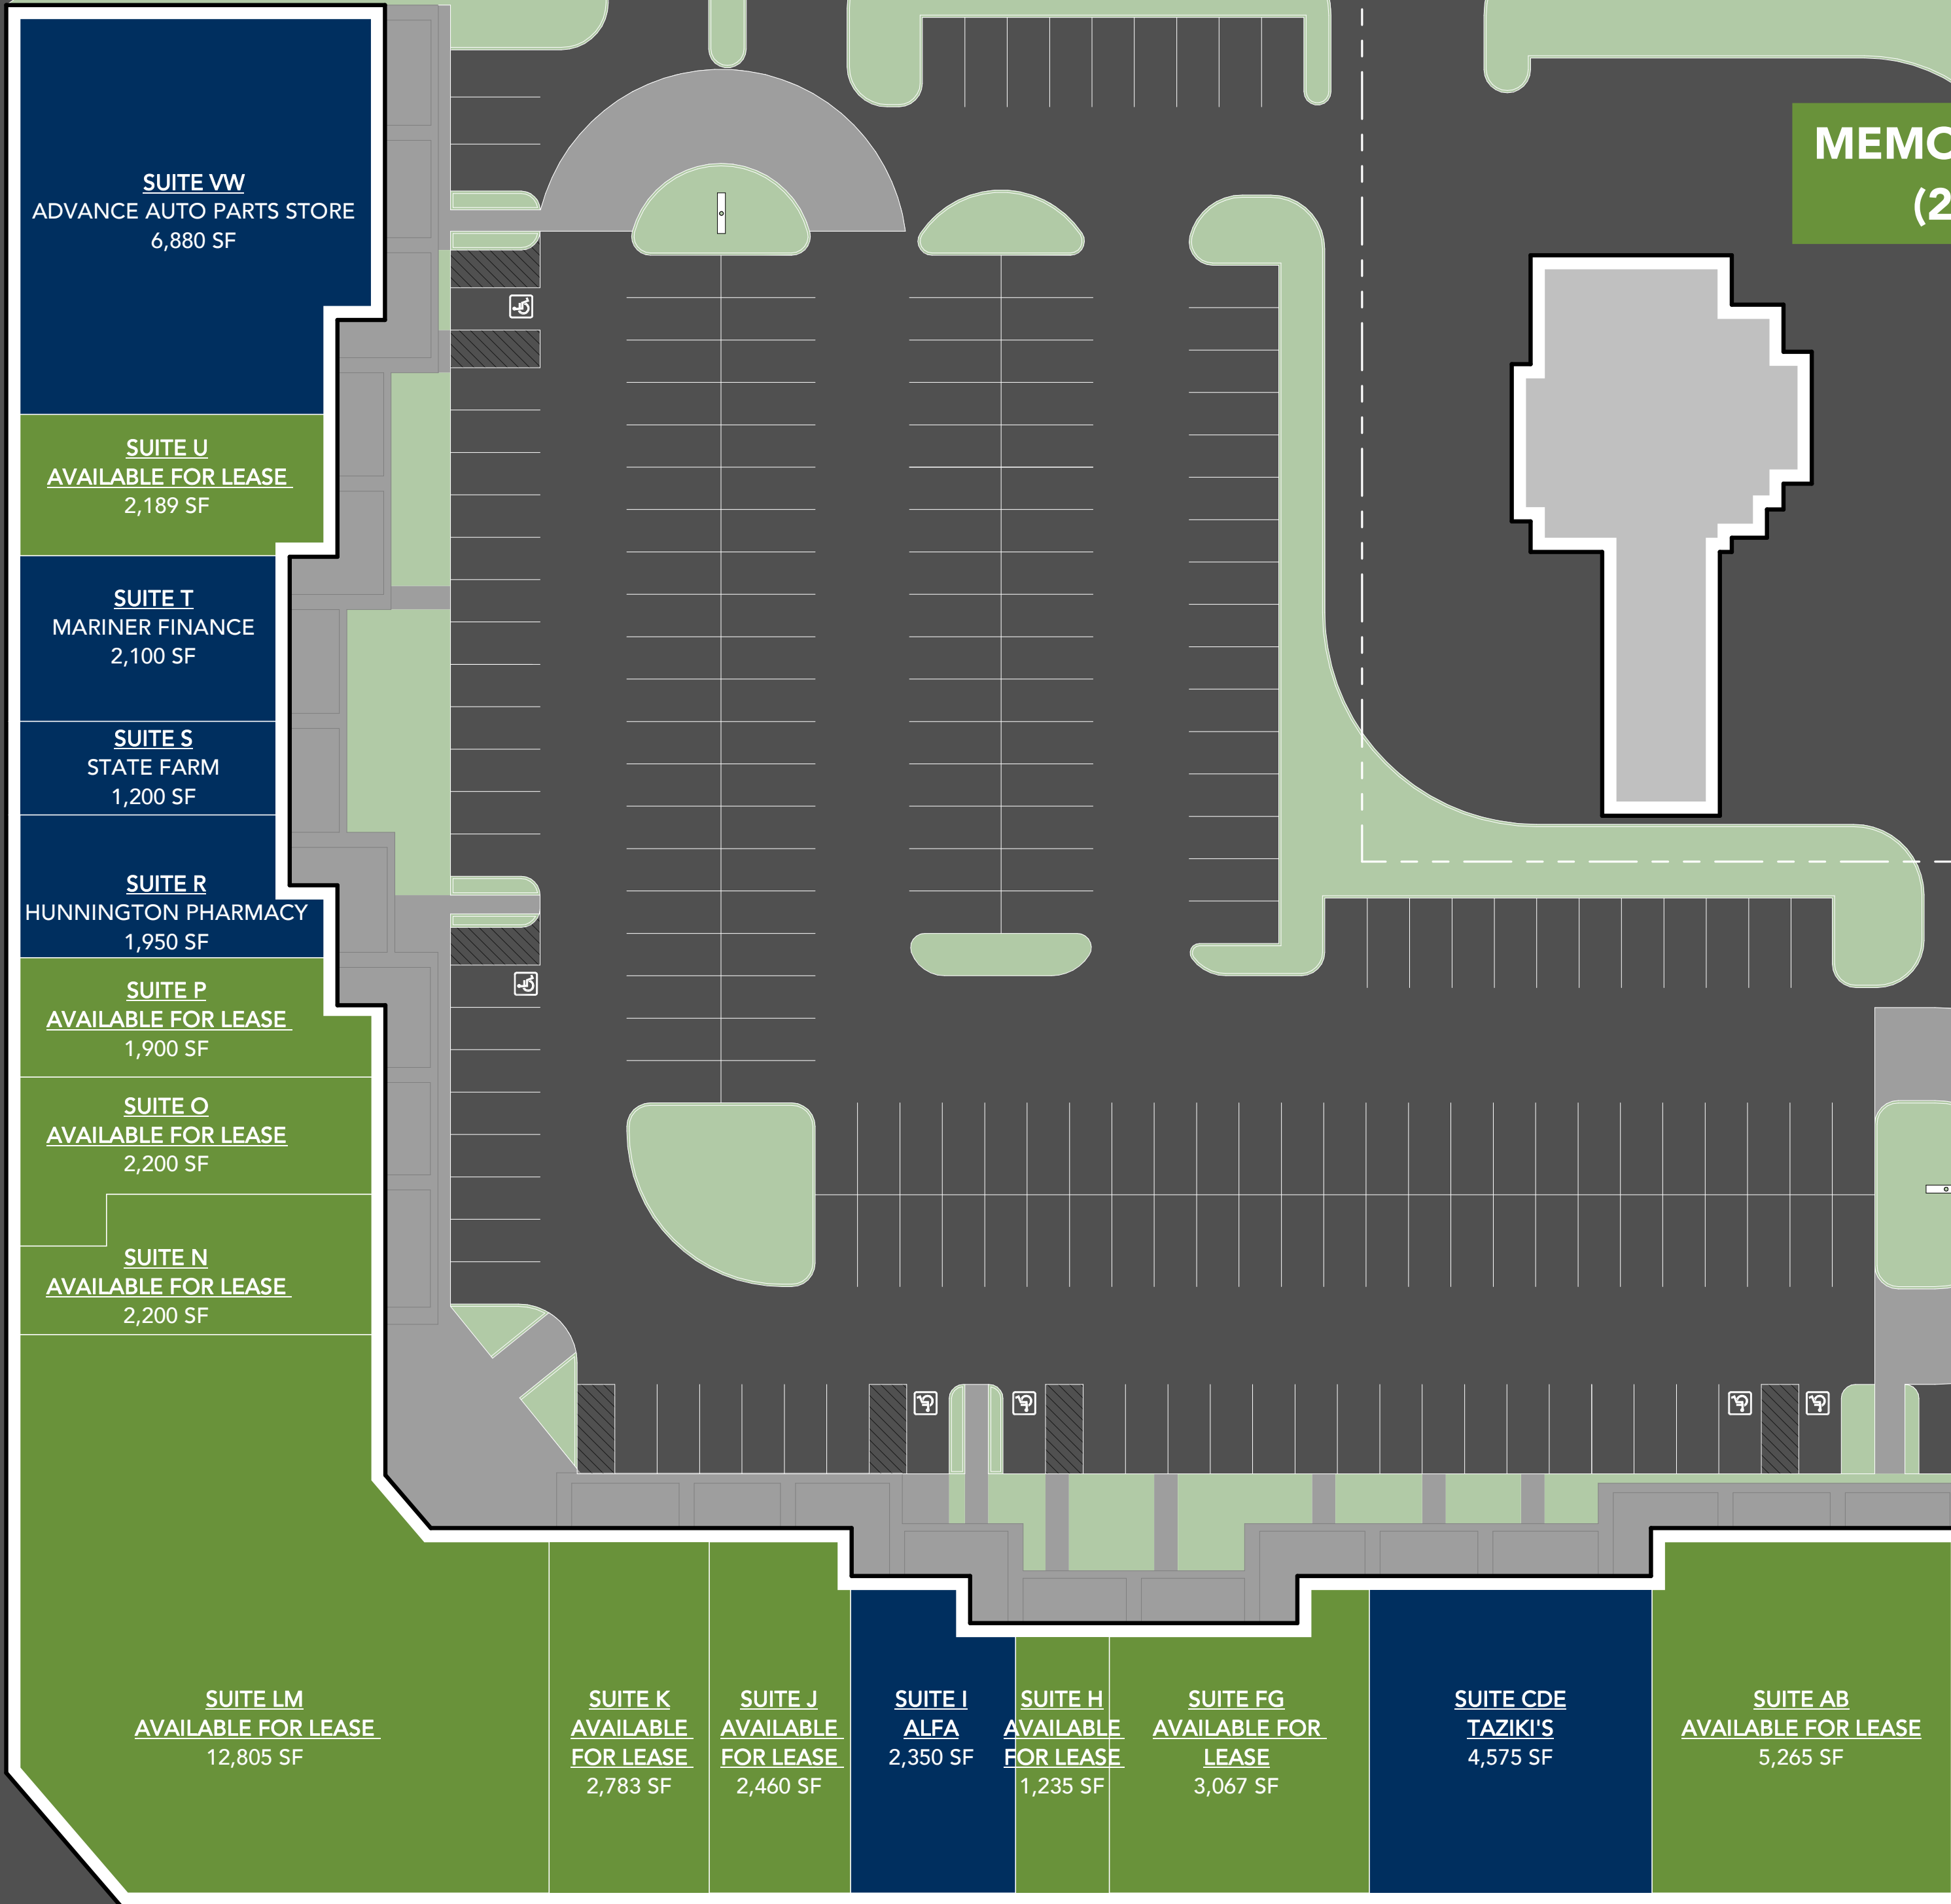 MEMO
(2
SUITE VW
ADVANCE AUTO PARTS STORE
6,880 SF
SUITE U
AVAILABLE FOR LEASE
2,189 SF
SUITE T
MARINER FINANCE
2,100 SF
SUITE S
STATE FARM
1,200 SF
SUITE R
HUNNINGTON PHARMACY
1,950 SF
SUITE P
AVAILABLE FOR LEASE
1,900 SF
SUITE O
AVAILABLE FOR LEASE
2,200 SF
SUITE N
AVAILABLE FOR LEASE
2,200 SF
SUITE LM
AVAILABLE FOR LEASE
12,805 SF
SUITE K
AVAILABLE
FOR LEASE
2,783 SF
SUITE J
AVAILABLE
FOR LEASE
2,460 SF
SUITE I
ALFA
2,350 SF
SUITE H
AVAILABLE
FOR LEASE
1,235 SF
SUITE FG
AVAILABLE FOR
LEASE
3,067 SF
SUITE CDE
TAZIKI'S
4,575 SF
SUITE AB
AVAILABLE FOR LEASE
5,265 SF